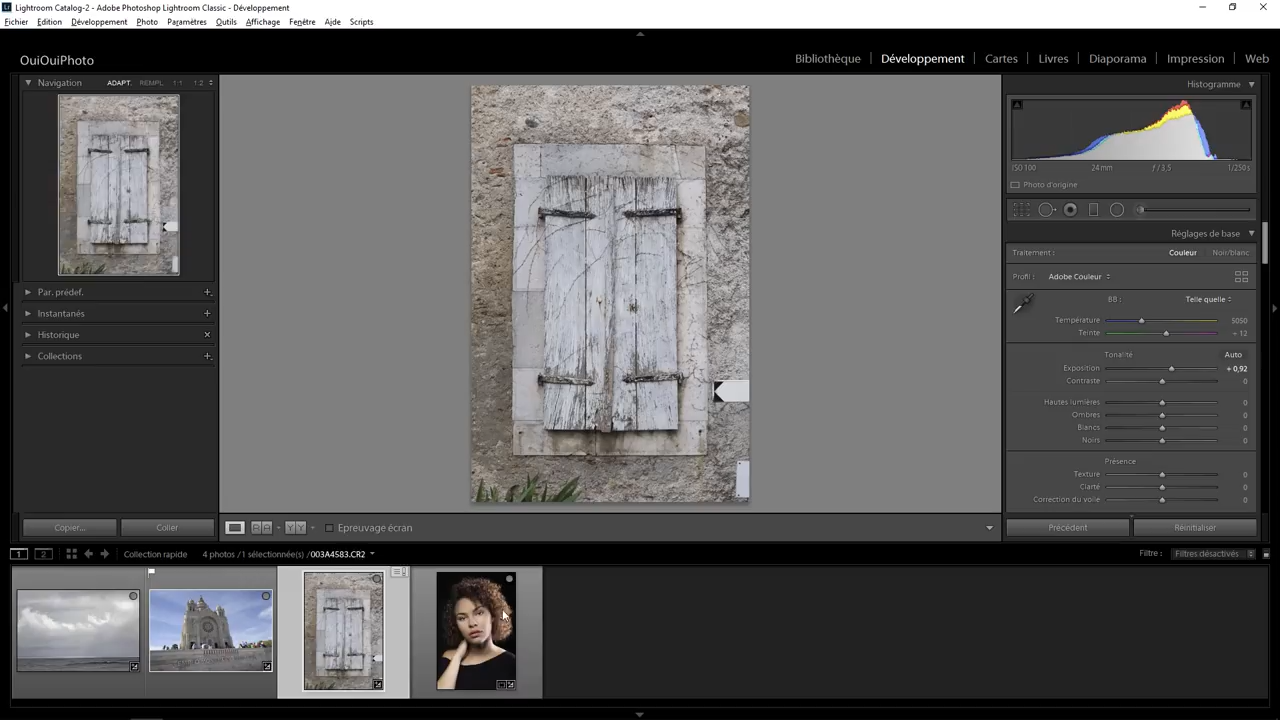 Lightroom Catalog-2 - Adobe Photoshop Lightroom Classic - Développement
Fichier Edition Développement Photo Paramètres Outils Affichage Fenêtre Aide Scripts
OuiOuiPhoto
Bibliothèque | Développement | Cartes | Livres | Diaporama | Impression | Web
Navigation ADAPT. REMPL. 1:1 1:2
Par. prédef.
Instantanés
Historique
Collections
Copier... Coller
Histogramme
ISO 100 24mm ƒ/3,5 1/250s
Photo d'origine
Réglages de base
Traitement : Couleur Noir/blanc
Profil : Adobe Couleur
BB : Telle quelle
Température 5050
Teinte + 12
Tonalité Auto
Exposition + 0,92
Contraste 0
Hautes lumières 0
Ombres 0
Blancs 0
Noirs 0
Présence
Texture 0
Clarté 0
Correction du voile 0
Epreuvage écran
Précédent Réinitialiser
1 2 Collection rapide 4 photos /1 sélectionnée(s) /003A4583.CR2
Filtre : Filtres désactivés